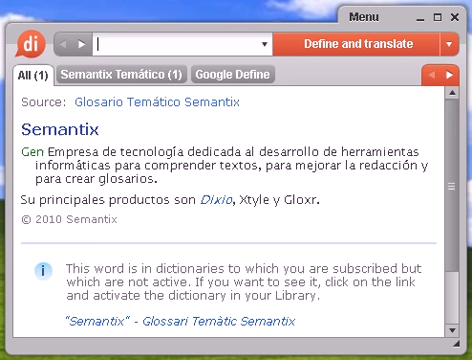 Menu
di
Define and translate
All (1)
Semantix Temático (1)
Google Define
Source: Glosario Temático Semantix
Semantix
Gen Empresa de tecnología dedicada al desarrollo de herramientas
informáticas para comprender textos, para mejorar la redacción y
para crear glosarios.
Su principales productos son Dixio, Xtyle y Gloxr.
© 2010 Semantix
i
This word is in dictionaries to which you are subscribed but
which are not active. If you want to see it, click on the link
and activate the dictionary in your Library.
"Semantix" - Glossari Temàtic Semantix